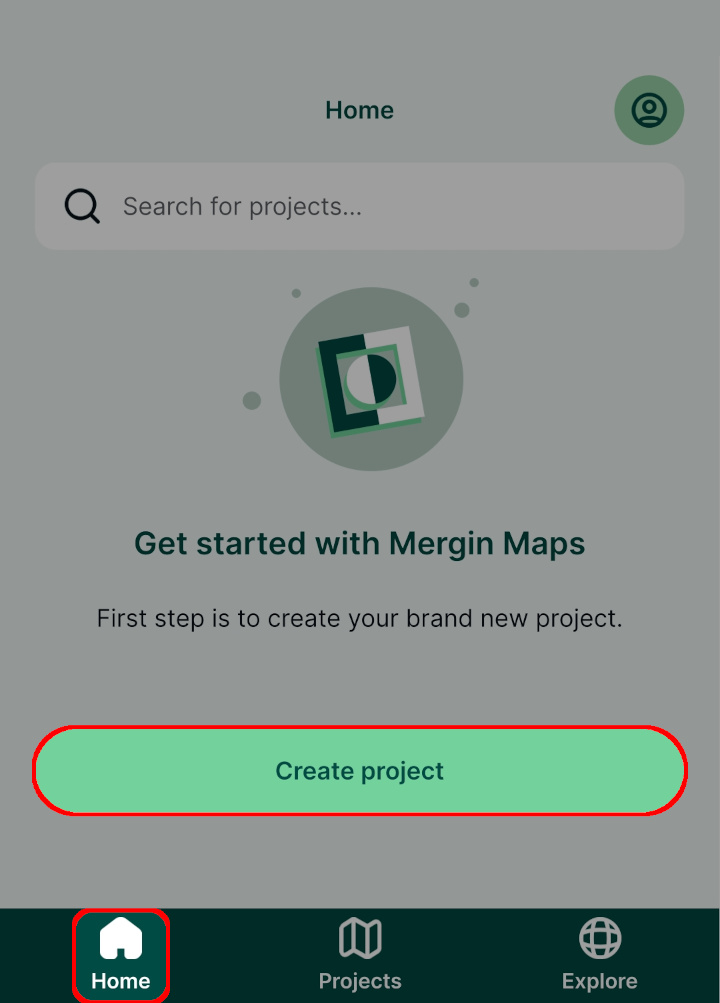 Home
Search for projects...
Get started with Mergin Maps
First step is to create your brand new project.
Create project
Home
Projects
Explore